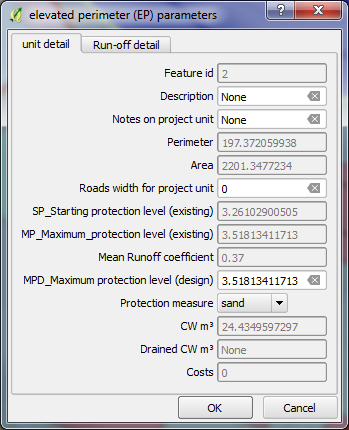 elevated perimeter (EP) parameters
unit detail Run-off detail
Feature id 2
Description None
Notes on project unit None
Perimeter 197.372059938
Area 2201.3477234
Roads width for project unit 0
SP_Starting protection level (existing) 3.26102900505
MP_Maximum_protection level (existing) 3.51813411713
Mean Runoff coefficient 0.37
MPD_Maximum protection level (design) 3.51813411713
Protection measure sand
CW m³ 24.4349597297
Drained CW m³ None
Costs 0
OK Cancel